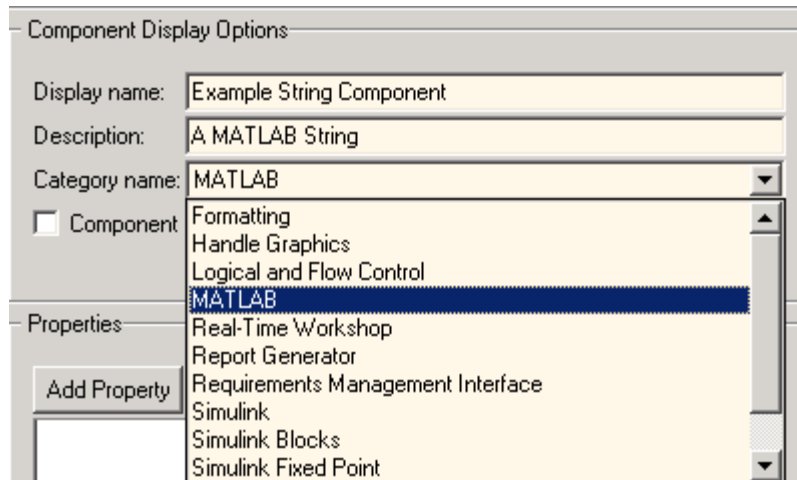 Component Display Options
Display name: Example String Component
Description: A MATLAB String
Category name: MATLAB
Component
Formatting
Handle Graphics
Logical and Flow Control
MATLAB
Real-Time Workshop
Report Generator
Requirements Management Interface
Simulink
Simulink Blocks
Simulink Fixed Point
Properties
Add Property